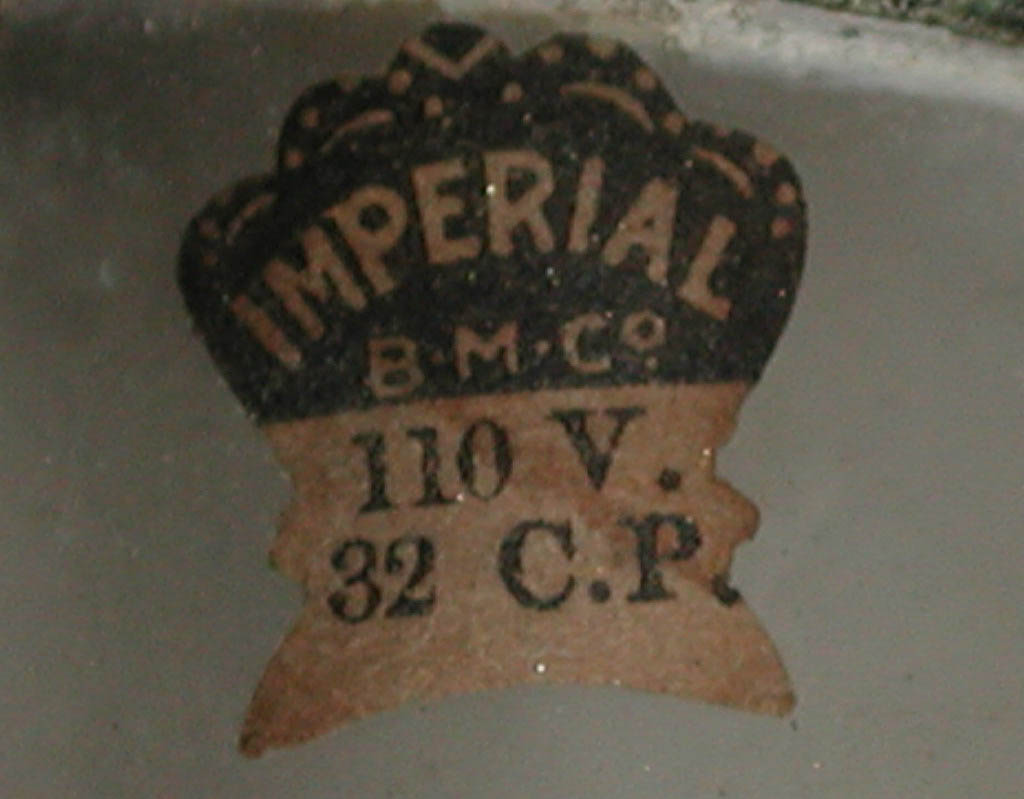 IMPERIAL
B·M·Co
110 V.
32 C.P.